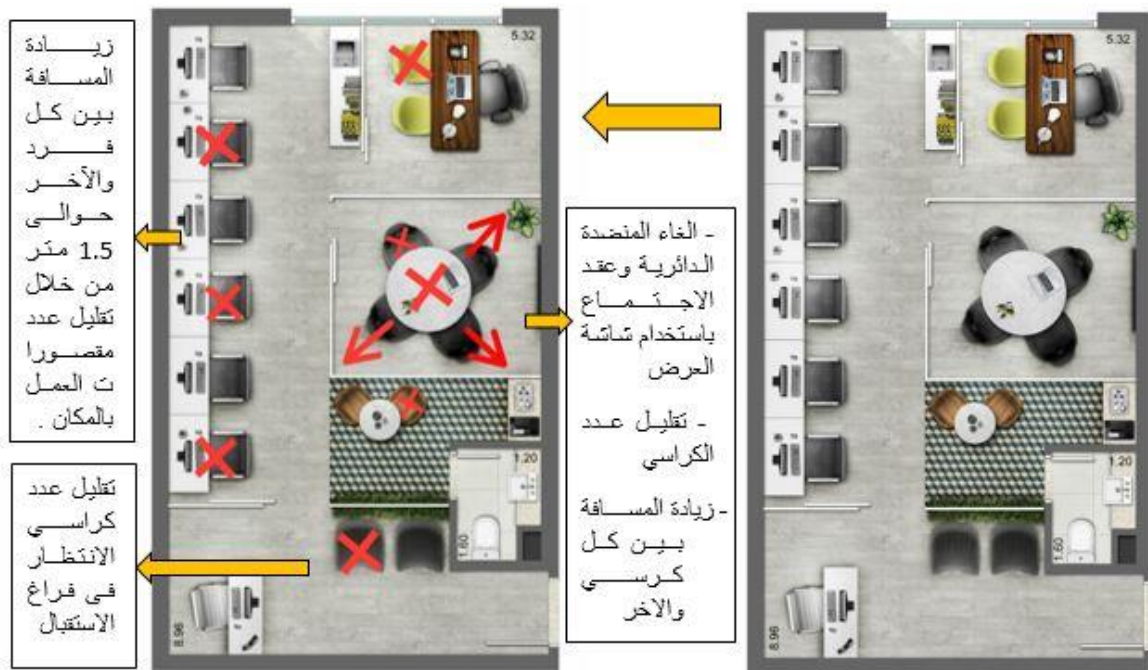 زيادة
المسافة
بين كل
فرد
والآخر
حوالى
1.5 متر
من خلال
تقليل عدد
مقصورا
ت العمل
بالمكان .
تقليل عدد
كراسي
الانتظار
فى فراغ
الاستقبال
5.32
1.20
1.60
8.96
- الغاء المنضدة
الدائرية وعقد
الاجتماع
باستخدام شاشة
العرض
- تقليل عدد
الكراسي
- زيادة المسافة
بين كل
كرسي
والاخر
5.32
1.20
1.60
8.96